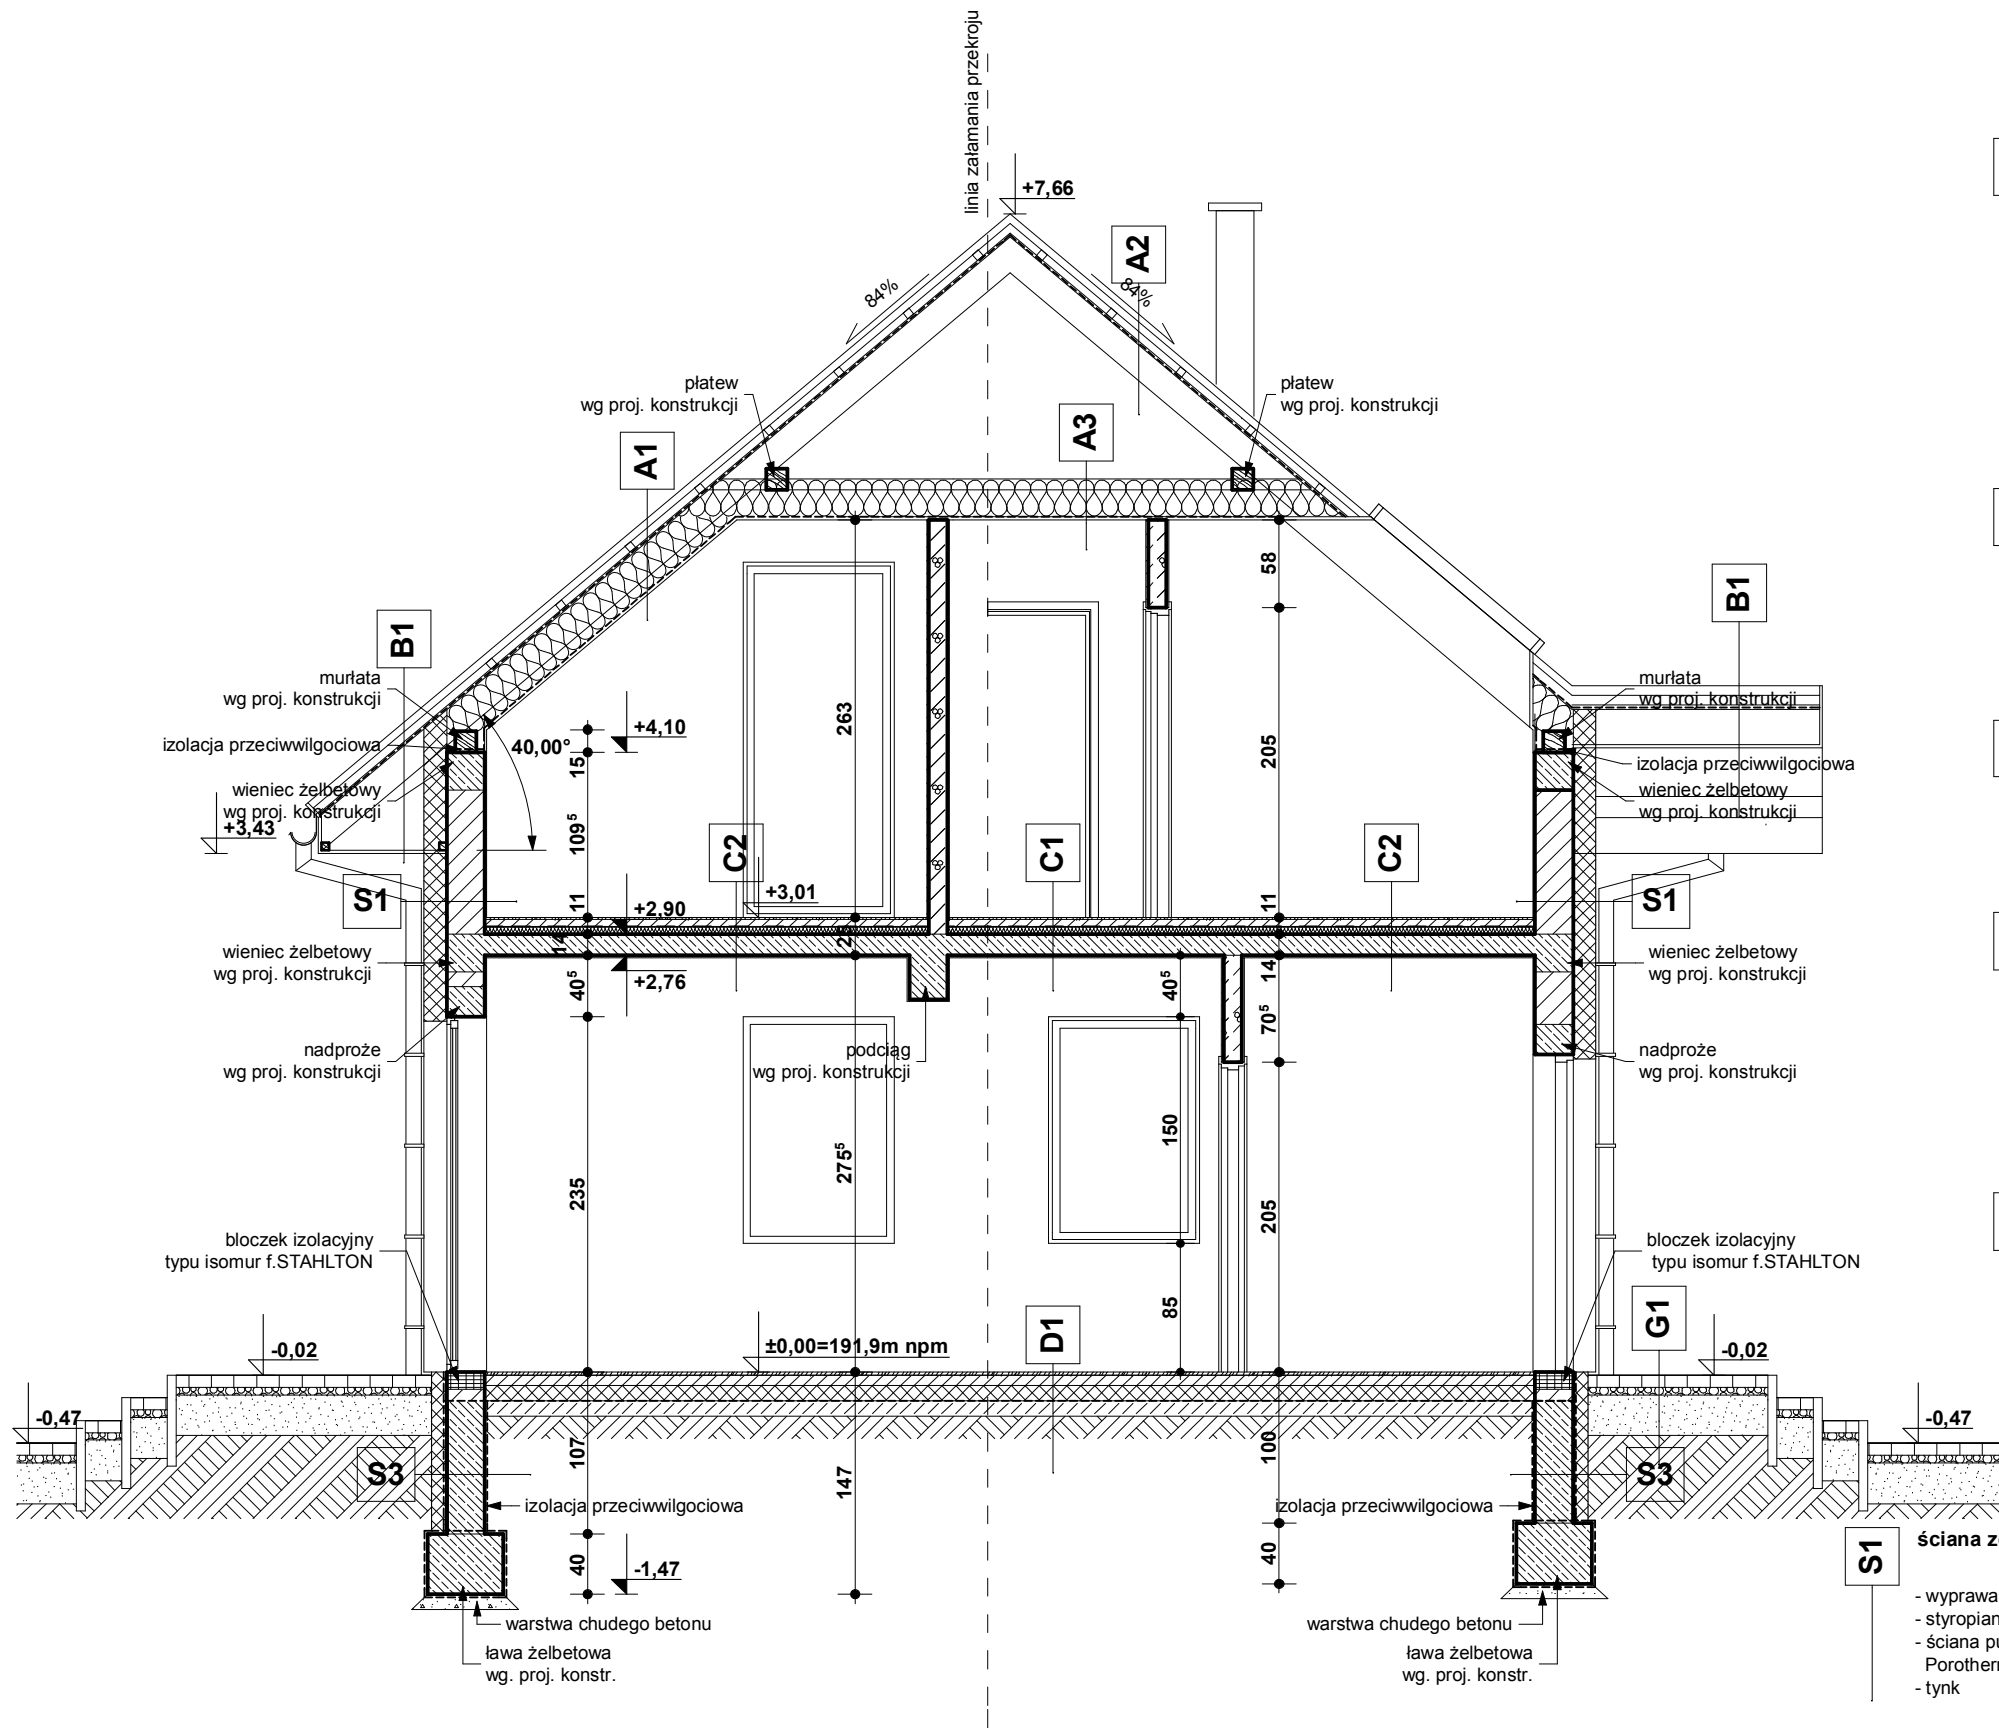 linia załamania przekroju
+7,66
A2
84%
84%
płatew
wg proj. konstrukcji
płatew
wg proj. konstrukcji
A1
A3
58
B1
B1
murłata
wg proj. konstrukcji
murłata
wg proj. konstrukcji
263
+4,10
40,00°
izolacja przeciwwilgociowa
15
205
izolacja przeciwwilgociowa
wieniec żelbetowy
wg proj. konstrukcji
wieniec żelbetowy
wg proj. konstrukcji
+3,43
109⁵
C2
C1
C2
S1
11
+2,90
+3,01
11
S1
14
25
wieniec żelbetowy
wg proj. konstrukcji
40⁵
+2,76
40⁵
14
wieniec żelbetowy
wg proj. konstrukcji
70⁵
nadproże
wg proj. konstrukcji
podciąg
wg proj. konstrukcji
nadproże
wg proj. konstrukcji
235
275⁵
150
205
bloczek izolacyjny
typu isomur f.STAHLTON
bloczek izolacyjny
typu isomur f.STAHLTON
85
G1
-0,02
±0,00=191,9m npm
D1
-0,02
-0,47
-0,47
107
100
S3
147
S3
izolacja przeciwwilgociowa
izolacja przeciwwilgociowa
40
-1,47
40
warstwa chudego betonu
warstwa chudego betonu
ława żelbetowa
wg. proj. konstr.
ława żelbetowa
wg. proj. konstr.
S1
ściana
- wyprawa
- styropian
- ściana
- tynk